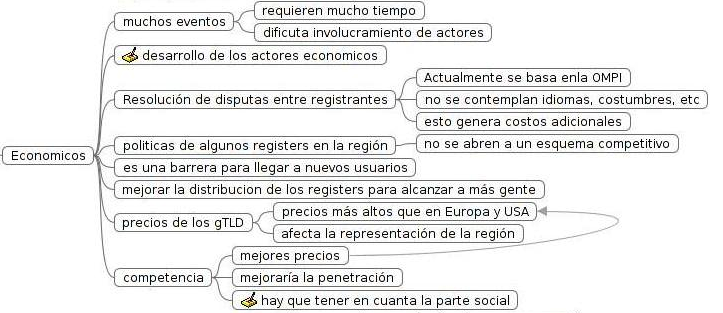 Economicos
muchos eventos
requieren mucho tiempo
dificuta involucramiento de actores
desarrollo de los actores economicos
Resolución de disputas entre registrantes
Actualmente se basa enla OMPI
no se contemplan idiomas, costumbres, etc
esto genera costos adicionales
politicas de algunos registers en la región
no se abren a un esquema competitivo
es una barrera para llegar a nuevos usuarios
mejorar la distribucion de los registers para alcanzar a más gente
precios de los gTLD
precios más altos que en Europa y USA
afecta la representación de la región
competencia
mejores precios
mejoraría la penetración
hay que tener en cuanta la parte social